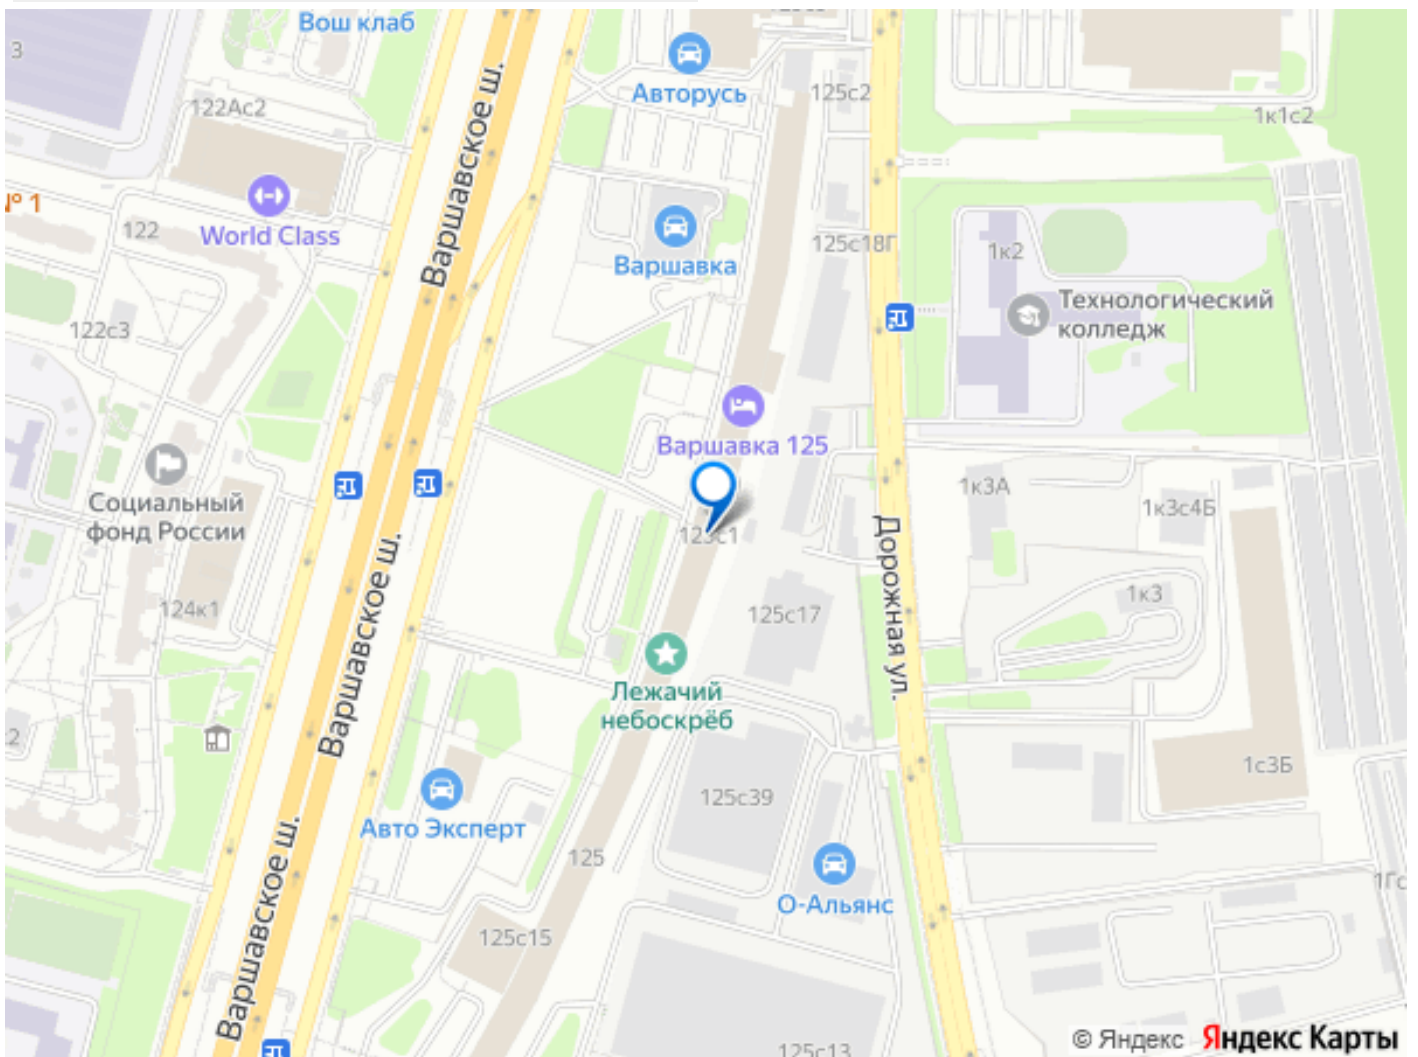 Вош клаб
3
122Ас2
Варшавское ш.
Авторусь
125с2
1к1с2
№ 1
World Class
122
Варшавка
125с18Г
1к2
Технологический
колледж
122с3
Варшавка 125
Социальный
фонд России
1к3А
1к3с4Б
Дорожная ул.
124к1
Варшавское ш.
125с17
1к3
Лежачий
небоскрёб
1с3Б
125с39
Авто Эксперт
125
О-Альянс
Варшавское ш.
125с15
125с13
© Яндекс Яндекс Карты